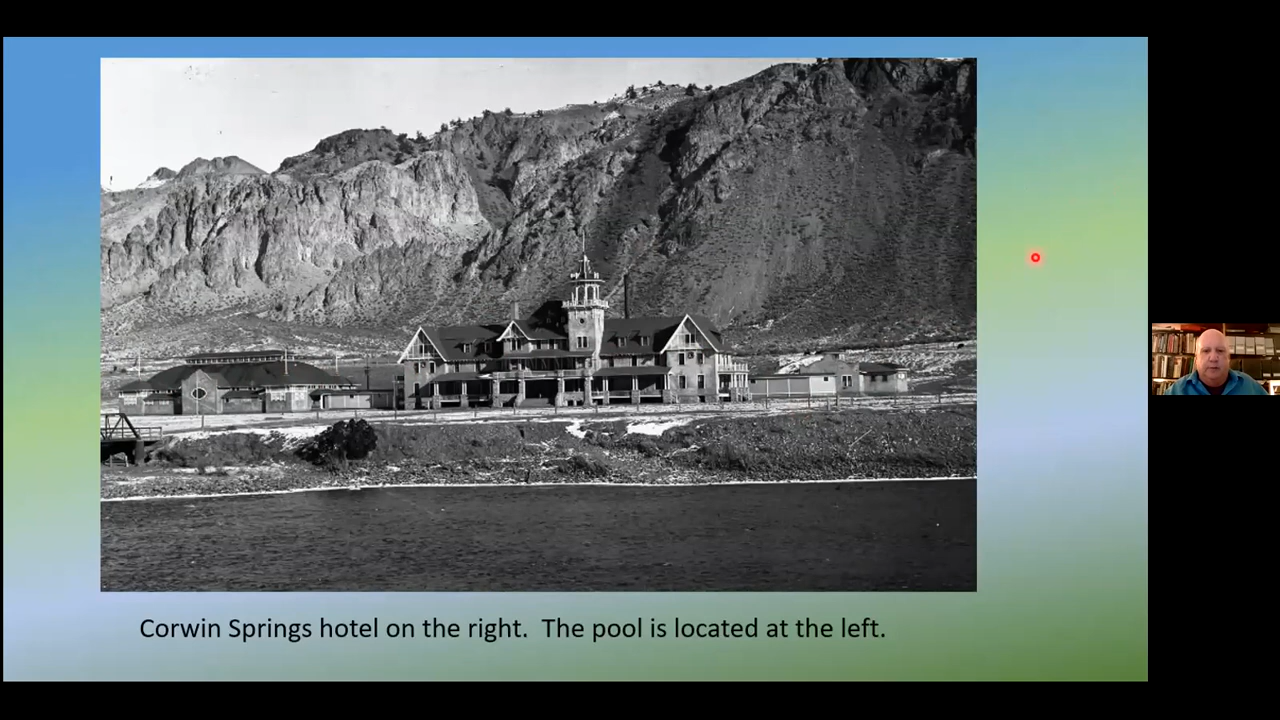 Corwin Springs hotel on the right.  The pool is located at the left.